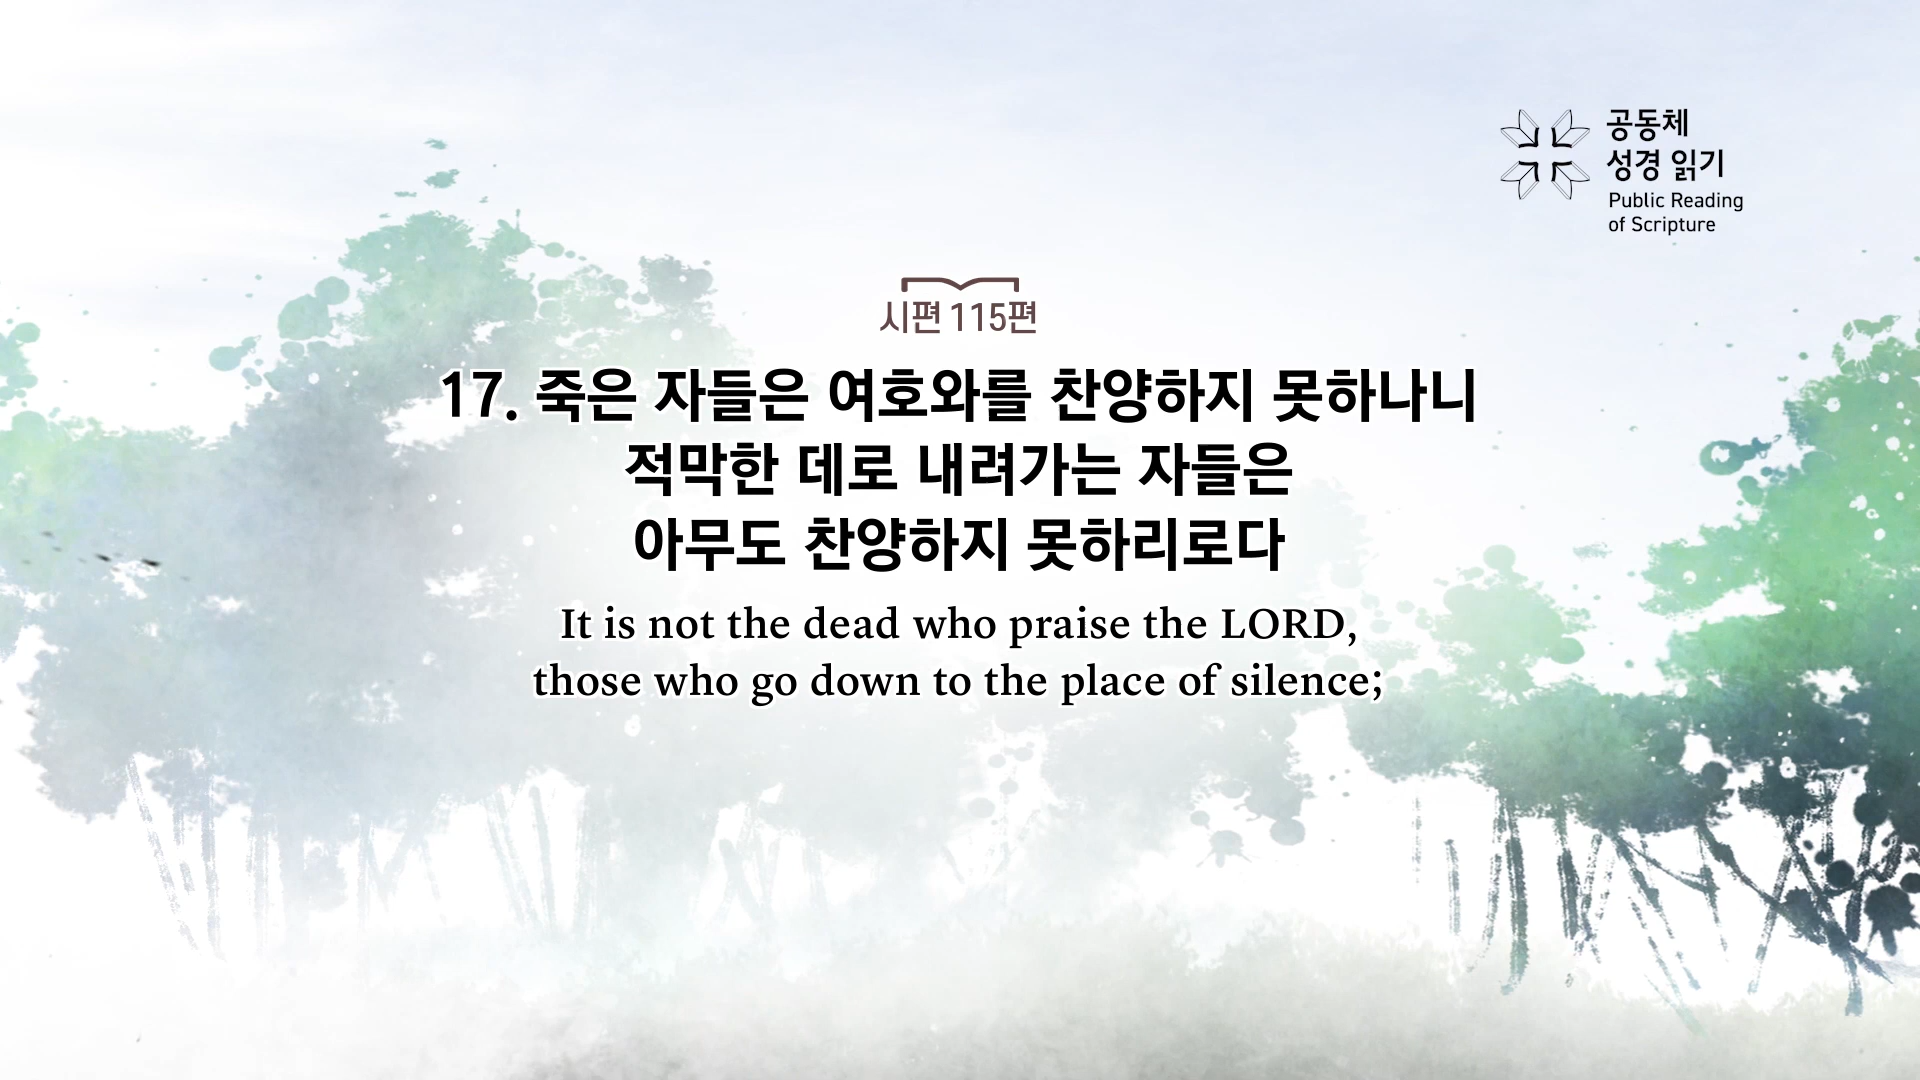 공동체
성경 읽기
Public Reading
of Scripture
시편 115편
17. 죽은 자들은 여호와를 찬양하지 못하나니
적막한 데로 내려가는 자들은
아무도 찬양하지 못하리로다
It is not the dead who praise the LORD,
those who go down to the place of silence;